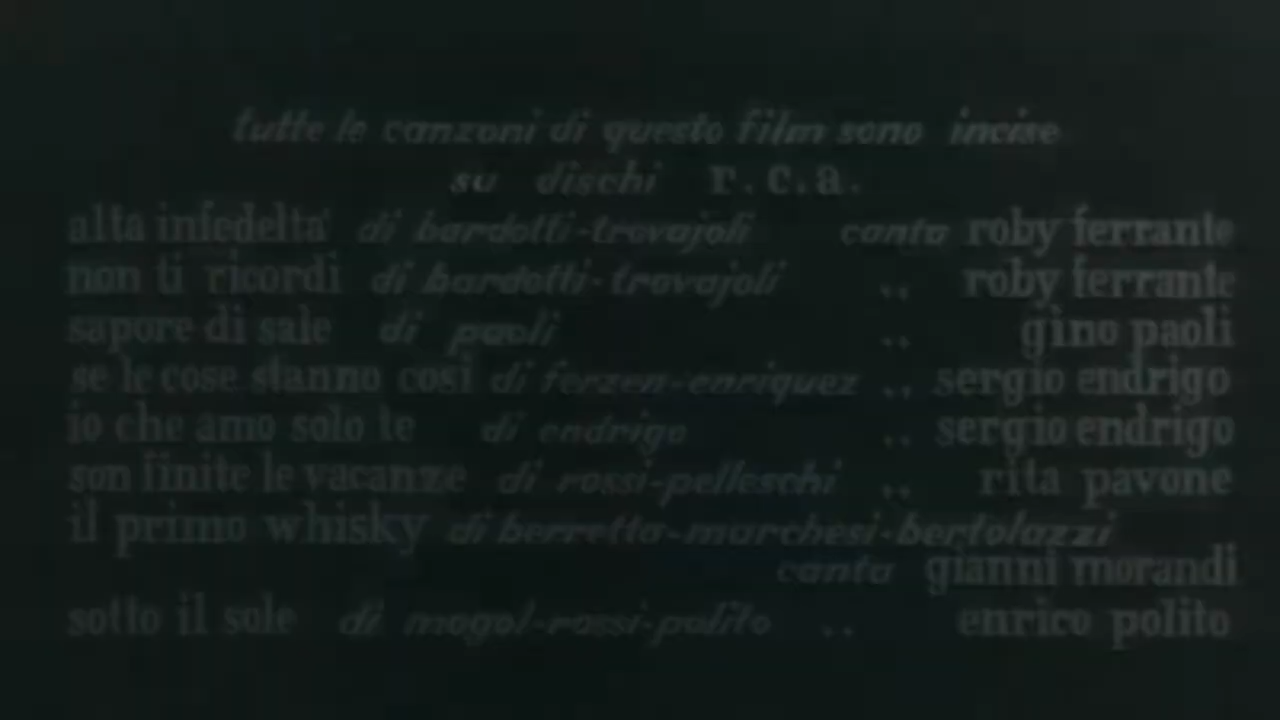 tutte le canzoni di questo film sono incise
su dischi r.c.a.
alta infedelta' di bardotti-trovajoli canta roby ferrante
non ti ricordi di bardotti-trovajoli .. roby ferrante
sapore di sale di paoli .. gino paoli
se le cose stanno cosi di forzen-enriquez .. sergio endrigo
io che amo solo te di endrigo .. sergio endrigo
son finite le vacanze di rossi-pelleschi .. rita pavone
il primo whisky di berretta-marchesi-bertolazzi
canta gianni morandi
sotto il sole di mogol-rossi-polito .. enrico polito